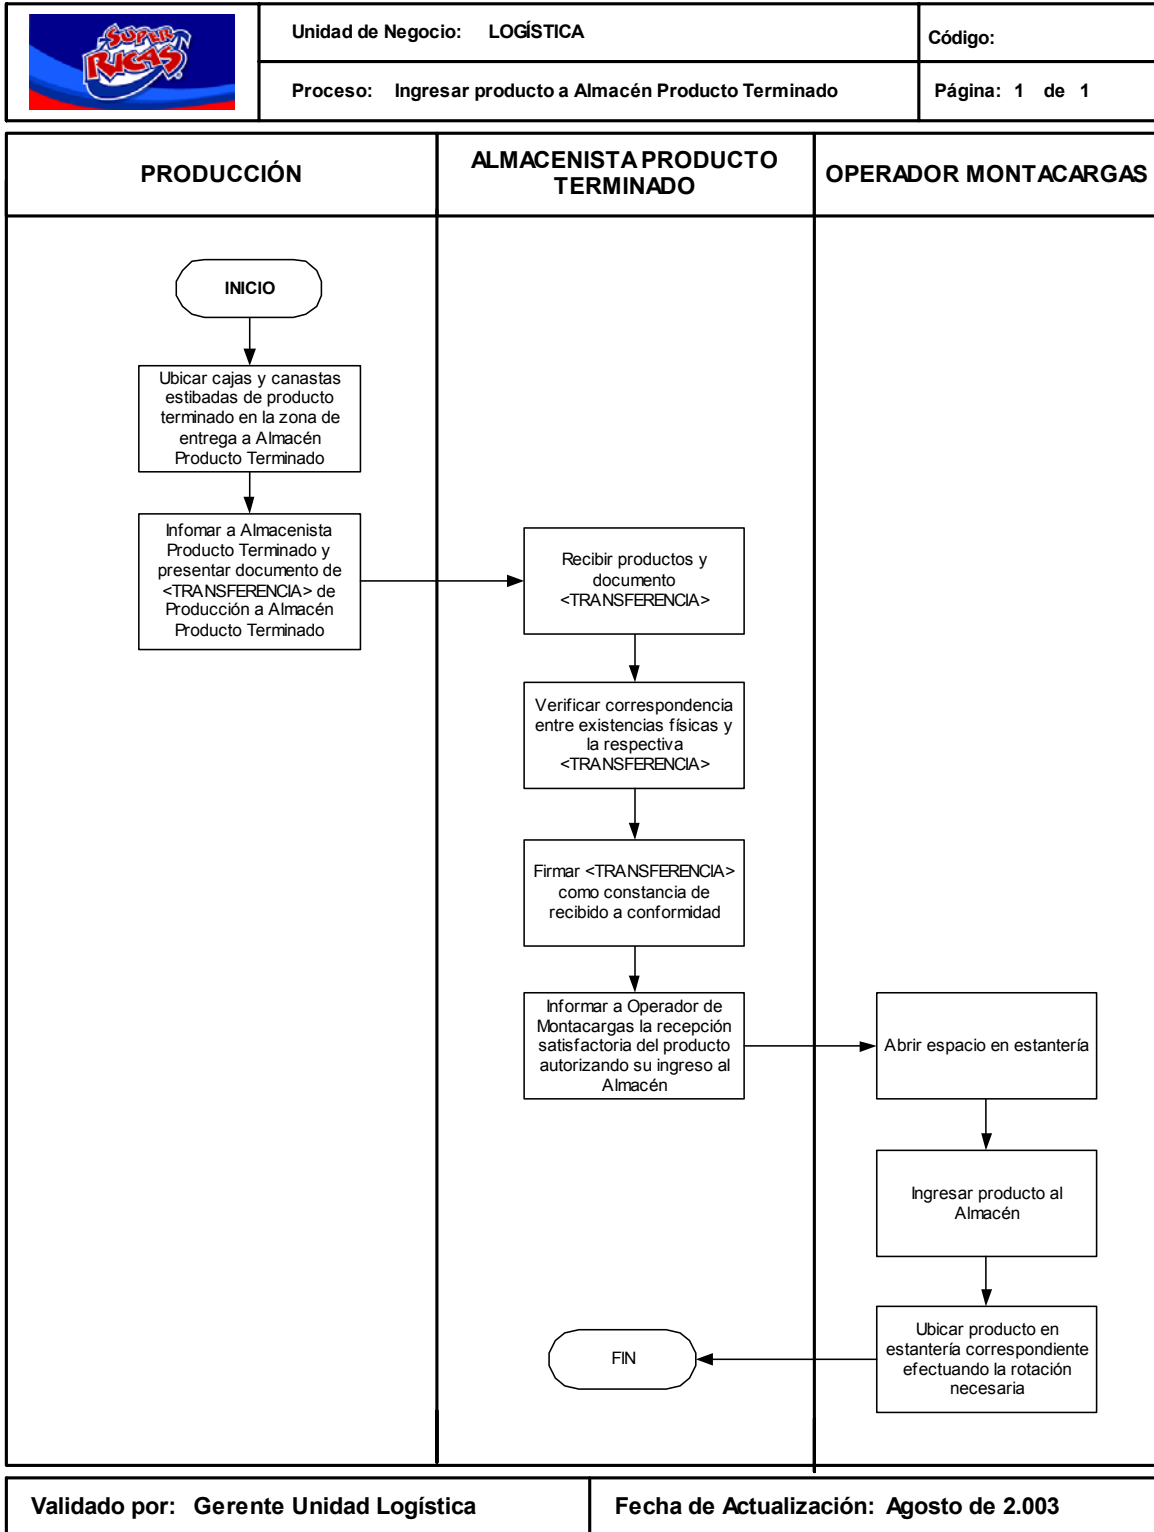 SUPER
RICAS
Unidad de Negocio: LOGÍSTICA
Código:
Proceso: Ingresar producto a Almacén Producto Terminado
Página: 1 de 1
PRODUCCIÓN
ALMACENISTA PRODUCTO
TERMINADO
OPERADOR MONTACARGAS
INICIO
Ubicar cajas y canastas
estibadas de producto
terminado en la zona de
entrega a Almacén
Producto Terminado
Infomar a Almacenista
Producto Terminado y
presentar documento de
<TRANSFERENCIA> de
Producción a Almacén
Producto Terminado
Recibir productos y
documento
<TRANSFERENCIA>
Verificar correspondencia
entre existencias físicas y
la respectiva
<TRANSFERENCIA>
Firmar <TRANSFERENCIA>
como constancia de
recibido a conformidad
Informar a Operador de
Montacargas la recepción
satisfactoria del producto
autorizando su ingreso al
Almacén
Abrir espacio en estantería
Ingresar producto al
Almacén
Ubicar producto en
estantería correspondiente
efectuando la rotación
necesaria
FIN
Validado por: Gerente Unidad Logística
Fecha de Actualización: Agosto de 2.003